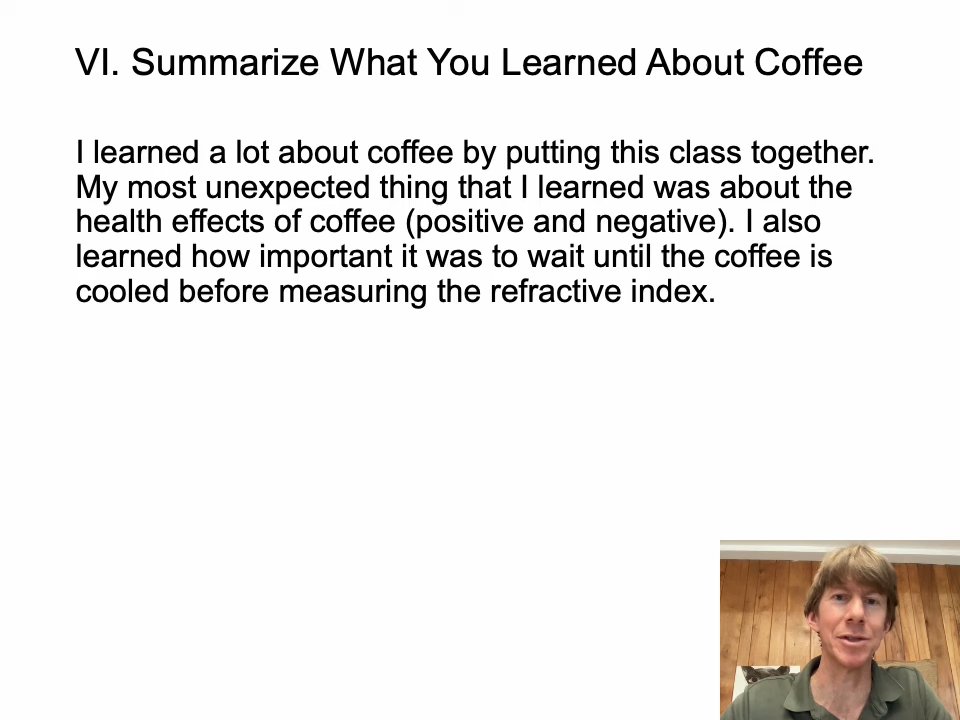 VI. Summarize What You Learned About Coffee
I learned a lot about coffee by putting this class together.
My most unexpected thing that I learned was about the
health effects of coffee (positive and negative). I also
learned how important it was to wait until the coffee is
cooled before measuring the refractive index.